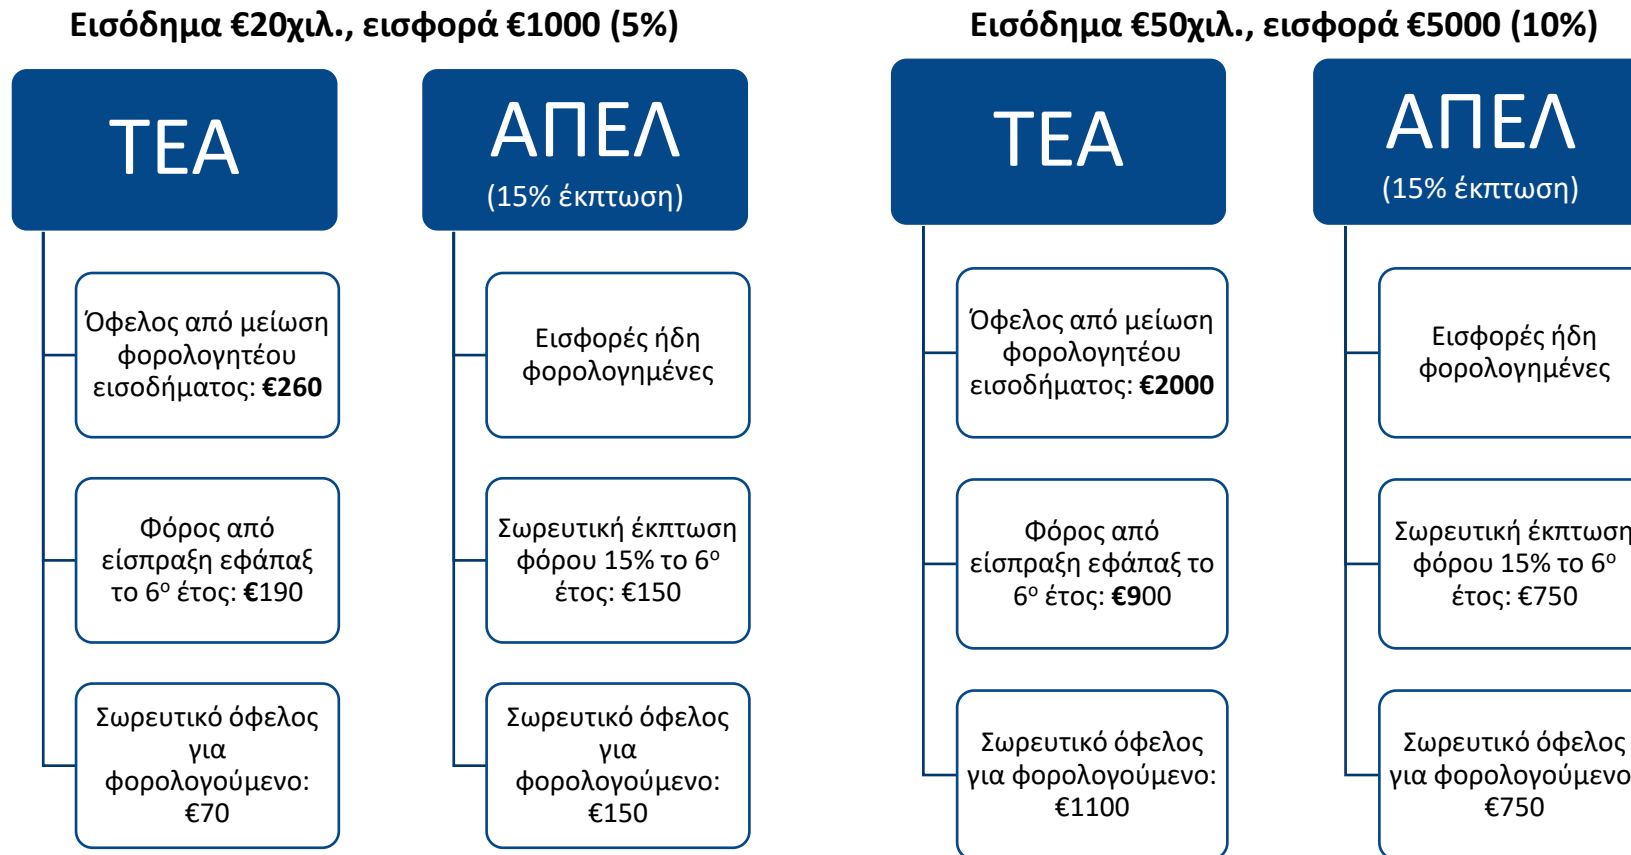 Εισόδημα €20χιλ., εισφορά €1000 (5%)
ΤΕΑ
Όφελος από μείωση
φορολογητέου
εισοδήματος: €260
Φόρος από
είσπραξη εφάπαξ
το 6ο έτος: €190
Σωρευτικό όφελος
για
φορολογούμενο:
€70
ΑΠΕΛ
(15% έκπτωση)
Εισφορές ήδη
φορολογημένες
Σωρευτική έκπτωση
φόρου 15% το 6ο
έτος: €150
Σωρευτικό όφελος
για
φορολογούμενο:
€150
Εισόδημα €50χιλ., εισφορά €5000 (10%)
ΤΕΑ
Όφελος από μείωση
φορολογητέου
εισοδήματος: €2000
Φόρος από
είσπραξη εφάπαξ το
6ο έτος: €900
Σωρευτικό όφελος
για φορολογούμενο:
€1100
ΑΠΕΛ
(15% έκπτωση)
Εισφορές ήδη
φορολογημένες
Σωρευτική έκπτωση
φόρου 15% το 6ο
έτος: €750
Σωρευτικό όφελος
για φορολογούμενο
€750